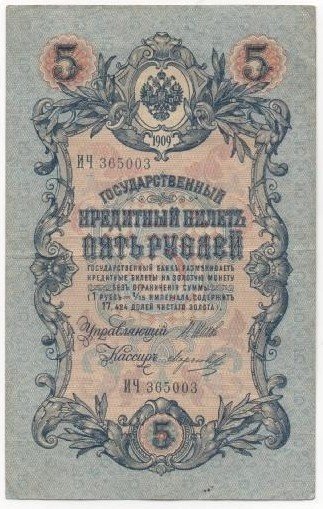 5 5
1909
ИЧ 365003
ГОСУДАРСТВЕННЫЙ
КРЕДИТНЫЙ БИЛЕТЪ
ПЯТЬ РУБЛЕЙ
ГОСУДАРСТВЕННЫЙ БАНКЪ РАЗМѢНИВАЕТЪ
КРЕДИТНЫЕ БИЛЕТЫ НА ЗОЛОТУЮ МОНЕТУ
БЕЗЪ ОГРАНИЧЕНІЯ СУММЫ
(1 РУБЛЬ = 1/15 ИМПЕРІАЛА, СОДЕРЖИТЪ
17,424 ДОЛЕЙ ЧИСТАГО ЗОЛОТА).
Управляющій
Кассиръ
ИЧ 365003
5